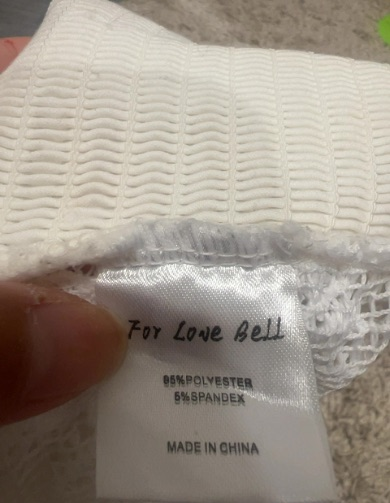 For Love Bell
95%POLYESTER
5%SPANDEX
MADE IN CHINA